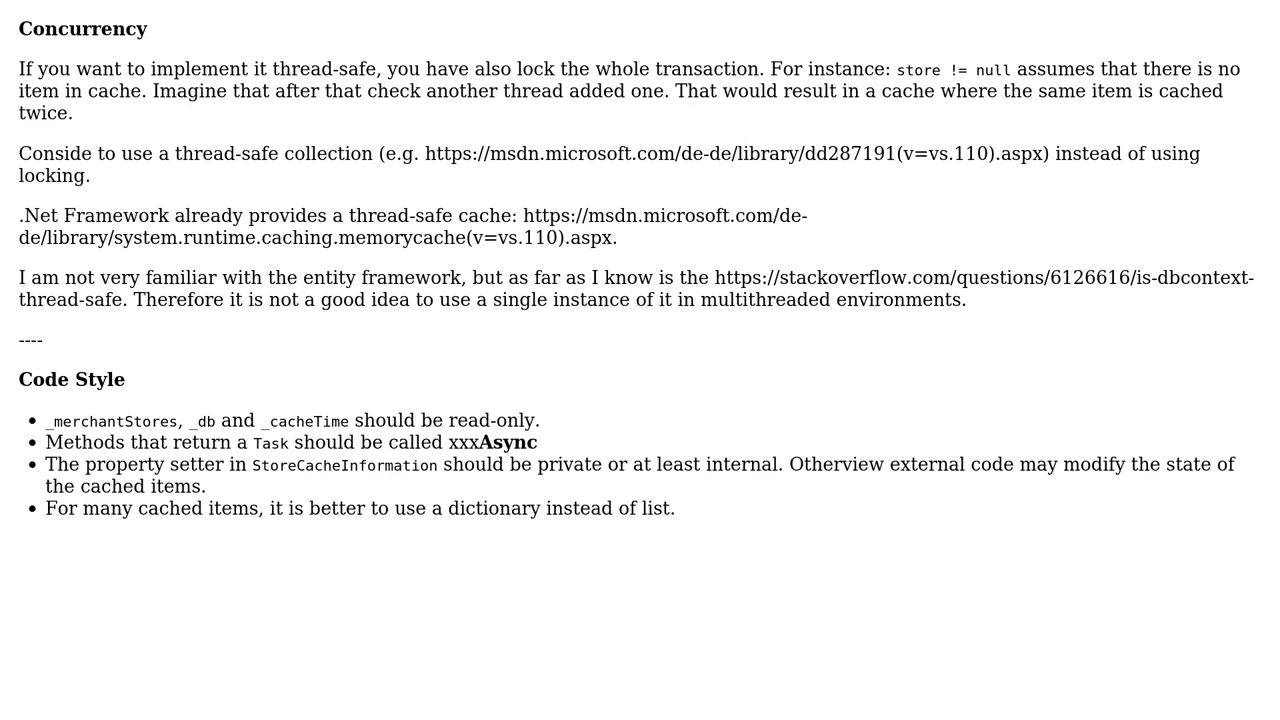 Concurrency
If you want to implement it thread-safe, you have also lock the whole transaction. For instance: store != null assumes that there is no
item in cache. Imagine that after that check another thread added one. That would result in a cache where the same item is cached
twice.
Conside to use a thread-safe collection (e.g. https://msdn.microsoft.com/de-de/library/dd287191(v=vs.110).aspx) instead of using
locking.
.Net Framework already provides a thread-safe cache: https://msdn.microsoft.com/de-
de/library/system.runtime.caching.memorycache(v=vs.110).aspx.
I am not very familiar with the entity framework, but as far as I know is the https://stackoverflow.com/questions/6126616/is-dbcontext-
thread-safe. Therefore it is not a good idea to use a single instance of it in multithreaded environments.
----
Code Style
• _merchantStores, _db and _cacheTime should be read-only.
• Methods that return a Task should be called xxxAsync
• The property setter in StoreCacheInformation should be private or at least internal. Otherview external code may modify the state of
the cached items.
• For many cached items, it is better to use a dictionary instead of list.